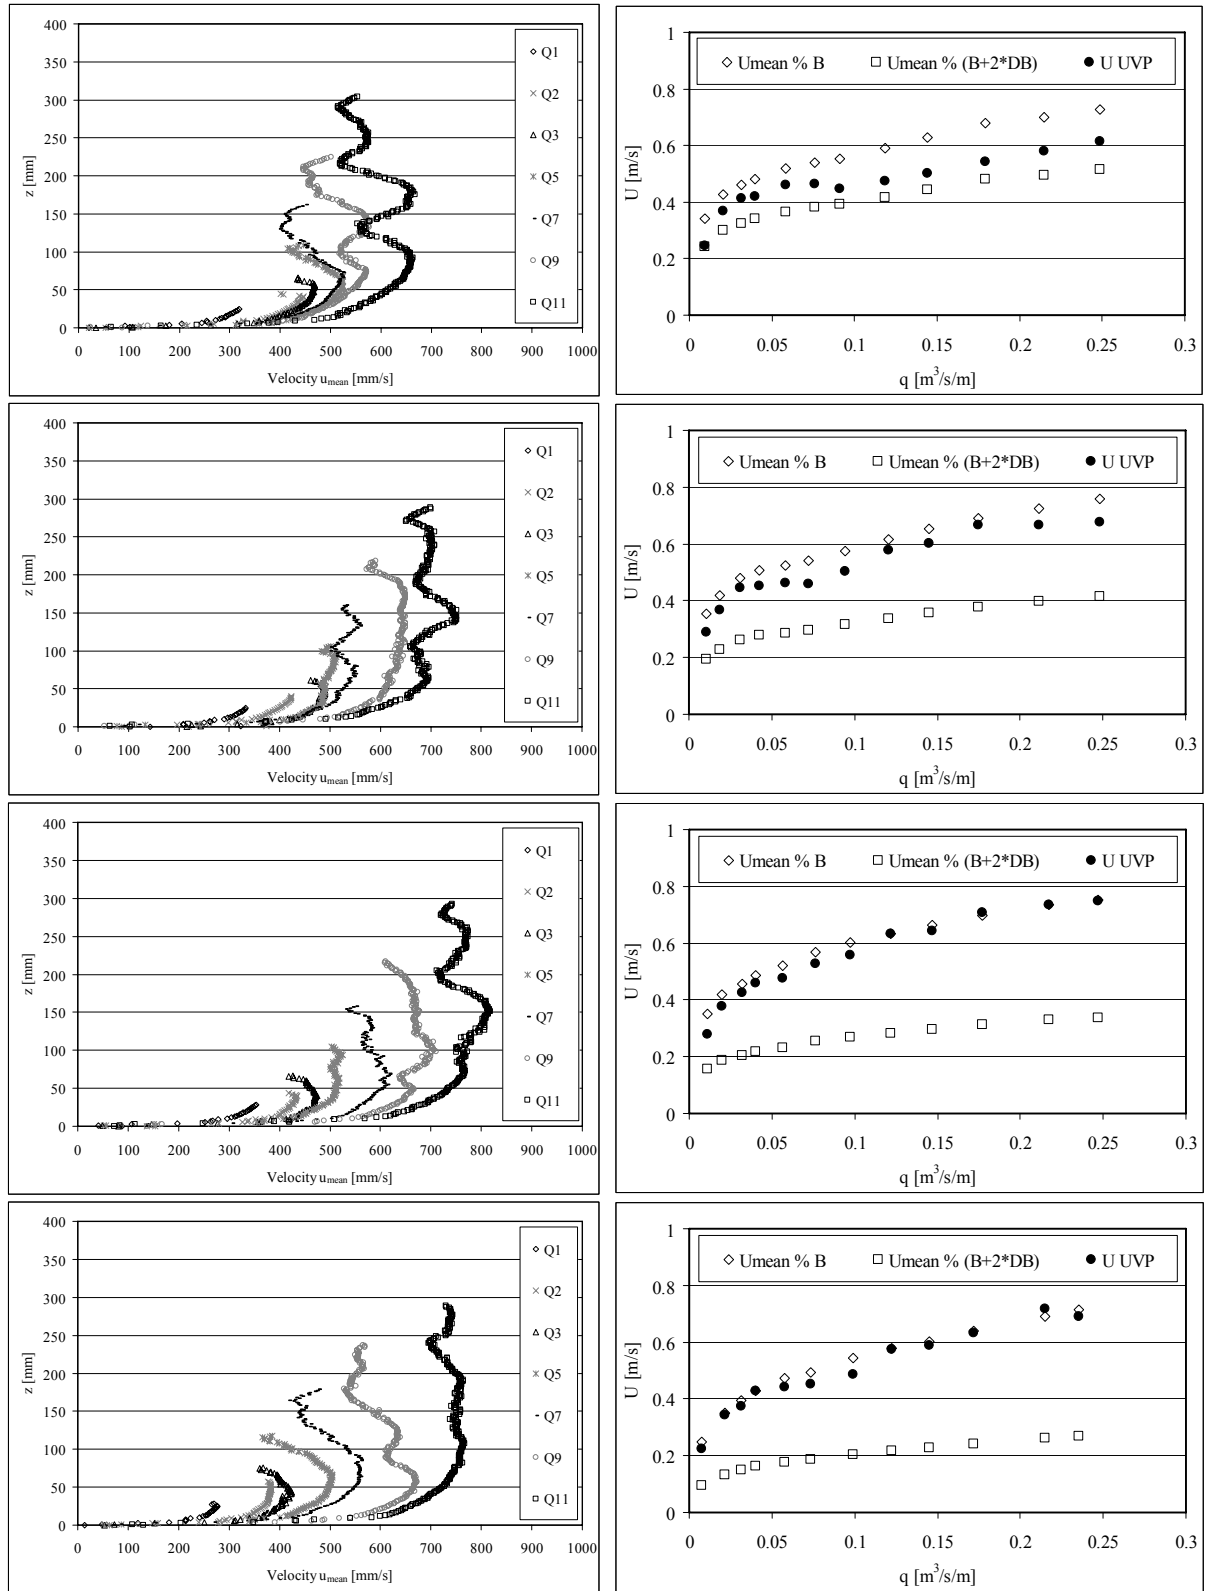 400
350
300
250
200
150
100
50
0
z [mm]
0 100 200 300 400 500 600 700 800 900 1000
Velocity u mean [mm/s]
Q1
Q2
Q3
Q5
Q7
Q9
Q11
1
0.8
0.6
0.4
0.2
0
U [m/s]
Umean % B Umean % (B+2*DB) U UVP
0 0.05 0.1 0.15 0.2 0.25 0.3
q [m³/s/m]
400
350
300
250
200
150
100
50
0
z [mm]
0 100 200 300 400 500 600 700 800 900 1000
Velocity u mean [mm/s]
Q1
Q2
Q3
Q5
Q7
Q9
Q11
1
0.8
0.6
0.4
0.2
0
U [m/s]
Umean % B Umean % (B+2*DB) U UVP
0 0.05 0.1 0.15 0.2 0.25 0.3
q [m³/s/m]
400
350
300
250
200
150
100
50
0
z [mm]
0 100 200 300 400 500 600 700 800 900 1000
Velocity u mean [mm/s]
Q1
Q2
Q3
Q5
Q7
Q9
Q11
1
0.8
0.6
0.4
0.2
0
U [m/s]
Umean % B Umean % (B+2*DB) U UVP
0 0.05 0.1 0.15 0.2 0.25 0.3
q [m³/s/m]
400
350
300
250
200
150
100
50
0
z [mm]
0 100 200 300 400 500 600 700 800 900 1000
Velocity u mean [mm/s]
Q1
Q2
Q3
Q5
Q7
Q9
Q11
1
0.8
0.6
0.4
0.2
0
U [m/s]
Umean % B Umean % (B+2*DB) U UVP
0 0.05 0.1 0.15 0.2 0.25 0.3
q [m³/s/m]